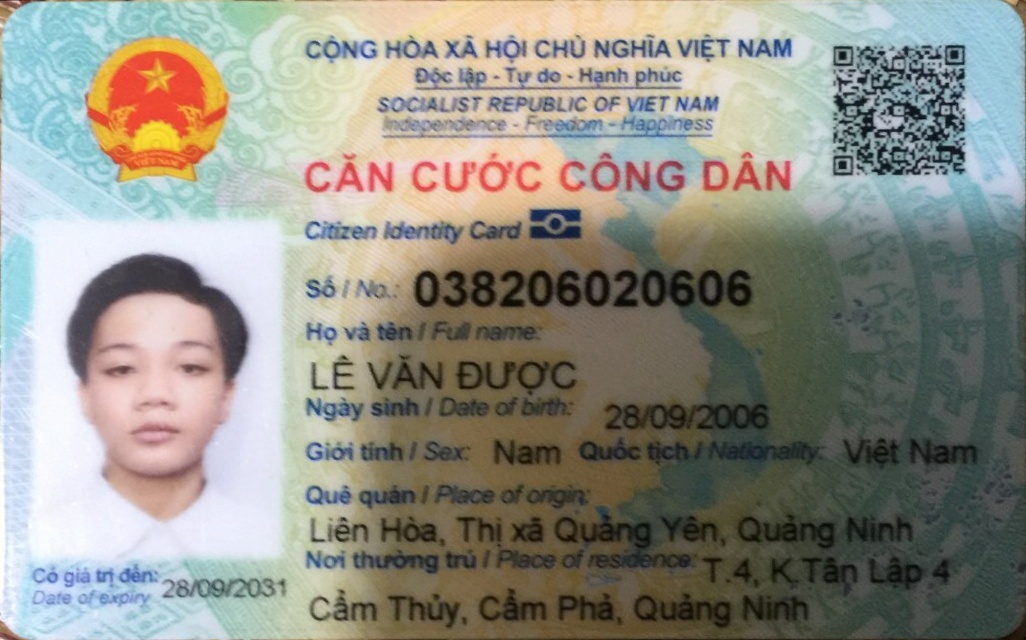 CỘNG HÒA XÃ HỘI CHỦ NGHĨA VIỆT NAM
Độc lập - Tự do - Hạnh phúc
SOCIALIST REPUBLIC OF VIET NAM
Independence - Freedom - Happiness
CĂN CƯỚC CÔNG DÂN
Citizen Identity Card
Số / No.: 038206020606
Họ và tên / Full name:
LÊ VĂN ĐƯỢC
Ngày sinh / Date of birth: 28/09/2006
Giới tính / Sex: Nam Quốc tịch / Nationality: Việt Nam
Quê quán / Place of origin:
Liên Hòa, Thị xã Quảng Yên, Quảng Ninh
Nơi thường trú / Place of residence: T.4, K.Tân Lập 4
Cẩm Thủy, Cẩm Phả, Quảng Ninh
Có giá trị đến: 28/09/2031
Date of expiry
VIỆT NAM